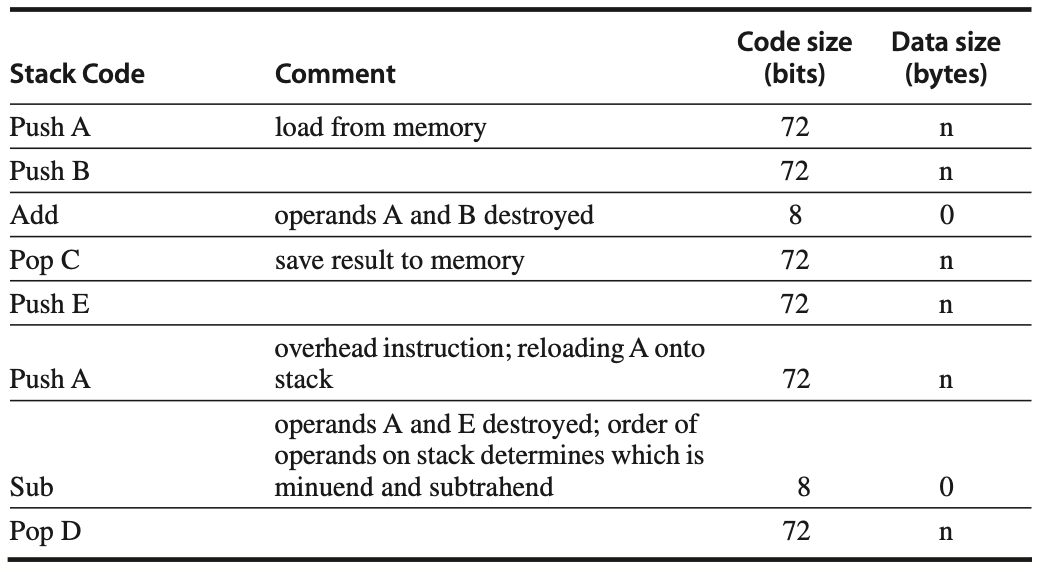 Code size Data size
Stack Code Comment (bits) (bytes)
Push A load from memory 72 n
Push B 72 n
Add operands A and B destroyed 8 0
Pop C save result to memory 72 n
Push E 72 n
overhead instruction; reloading A onto
Push A stack 72 n
operands A and E destroyed; order of
operands on stack determines which is
Sub minuend and subtrahend 8 0
Pop D 72 n